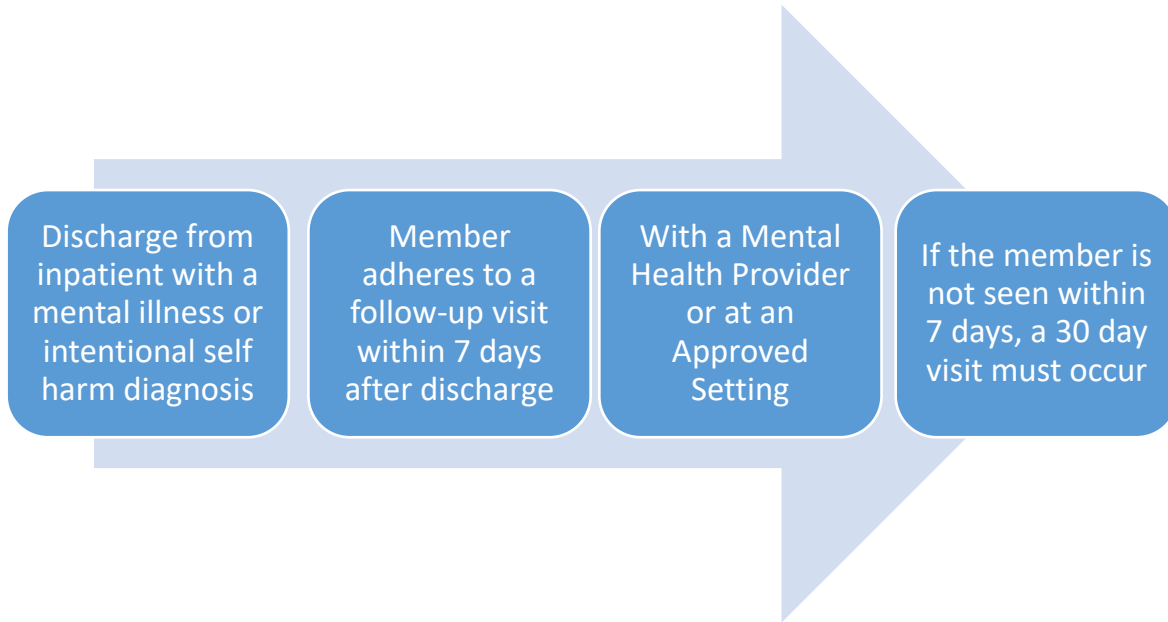 Discharge from
inpatient with a
mental illness or
intentional self
harm diagnosis
Member
adheres to a
follow-up visit
within 7 days
after discharge
With a Mental
Health Provider
or at an
Approved
Setting
If the member is
not seen within
7 days, a 30 day
visit must occur